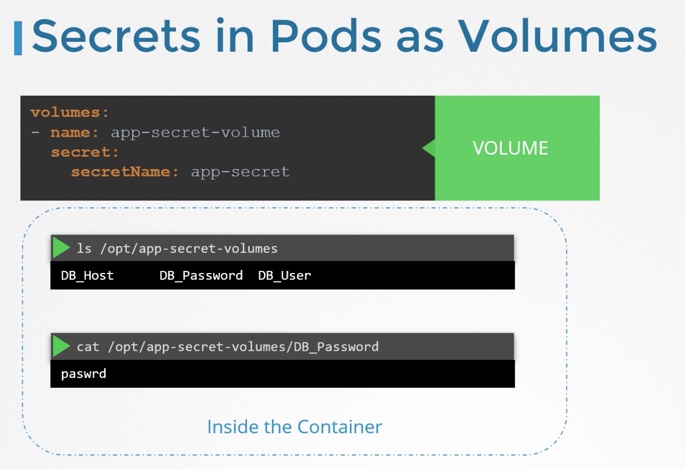 Secrets in Pods as Volumes
volumes:
- name: app-secret-volume
secret:
secretName: app-secret
VOLUME
ls /opt/app-secret-volumes
DB_Host DB_Password DB_User
cat /opt/app-secret-volumes/DB_Password
paswrd
Inside the Container